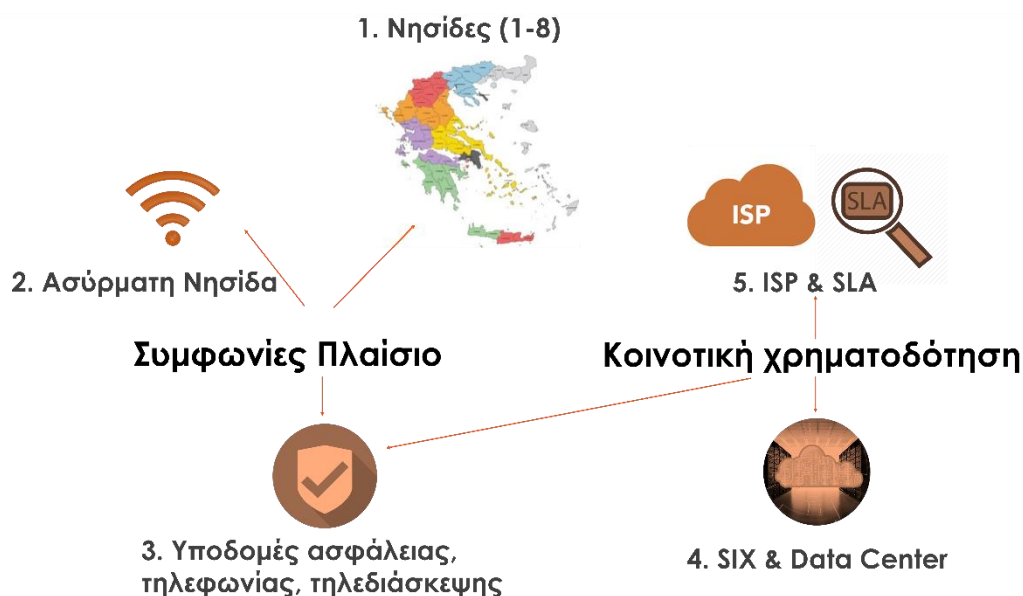 1. Νησίδες (1-8)
ISP
SLA
2. Ασύρματη Νησίδα
5. ISP & SLA
Συμφωνίες Πλαίσιο
Κοινοτική χρηματοδότηση
3. Υποδομές ασφάλειας,
τηλεφωνίας, τηλεδιάσκεψης
4. SIX & Data Center